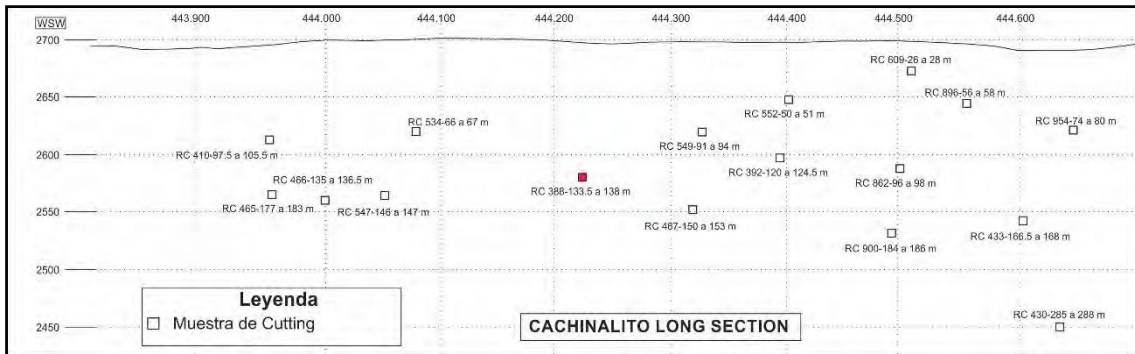 WSW
443.900 444.000 444.100 444.200 444.300 444.400 444.500 444.600
2700
RC 609-26 a 28 m
2650
RC 896-56 a 58 m
RC 552-50 a 51 m
RC 534-66 a 67 m
RC 954-74 a 80 m
RC 549-91 a 94 m
2600
RC 410-97.5 a 105.5 m
RC 392-120 a 124.5 m
RC 466-135 a 136.5 m
RC 862-96 a 98 m
RC 388-133.5 a 138 m
2550
RC 465-177 a 183 m
RC 547-146 a 147 m
RC 467-150 a 153 m
RC 433-166.5 a 168 m
RC 900-184 a 186 m
2500
Leyenda
Muestra de Cutting
CACHINALITO LONG SECTION
RC 430-285 a 288 m
2450